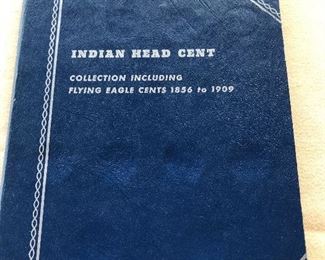 INDIAN HEAD CENT
COLLECTION INCLUDING
FLYING EAGLE CENTS 1856 to 1909